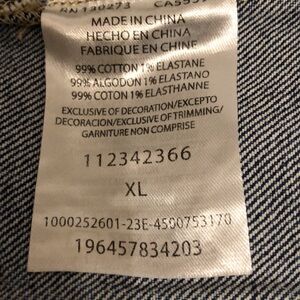 RN 130273
MADE IN CHINA
HECHO EN CHINA
FABRIQUE EN CHINE
99% COTTON 1% ELASTANE
99% ALGODON 1% ELASTANO
99% COTON 1% ELASTHANNE
EXCLUSIVE OF DECORATION/EXCEPTO
DECORACION/EXCLUSIVE OF TRIMMING/
GARNITURE NON COMPRISE
112342366
XL
1000252601-23E-4500753170
196457834203